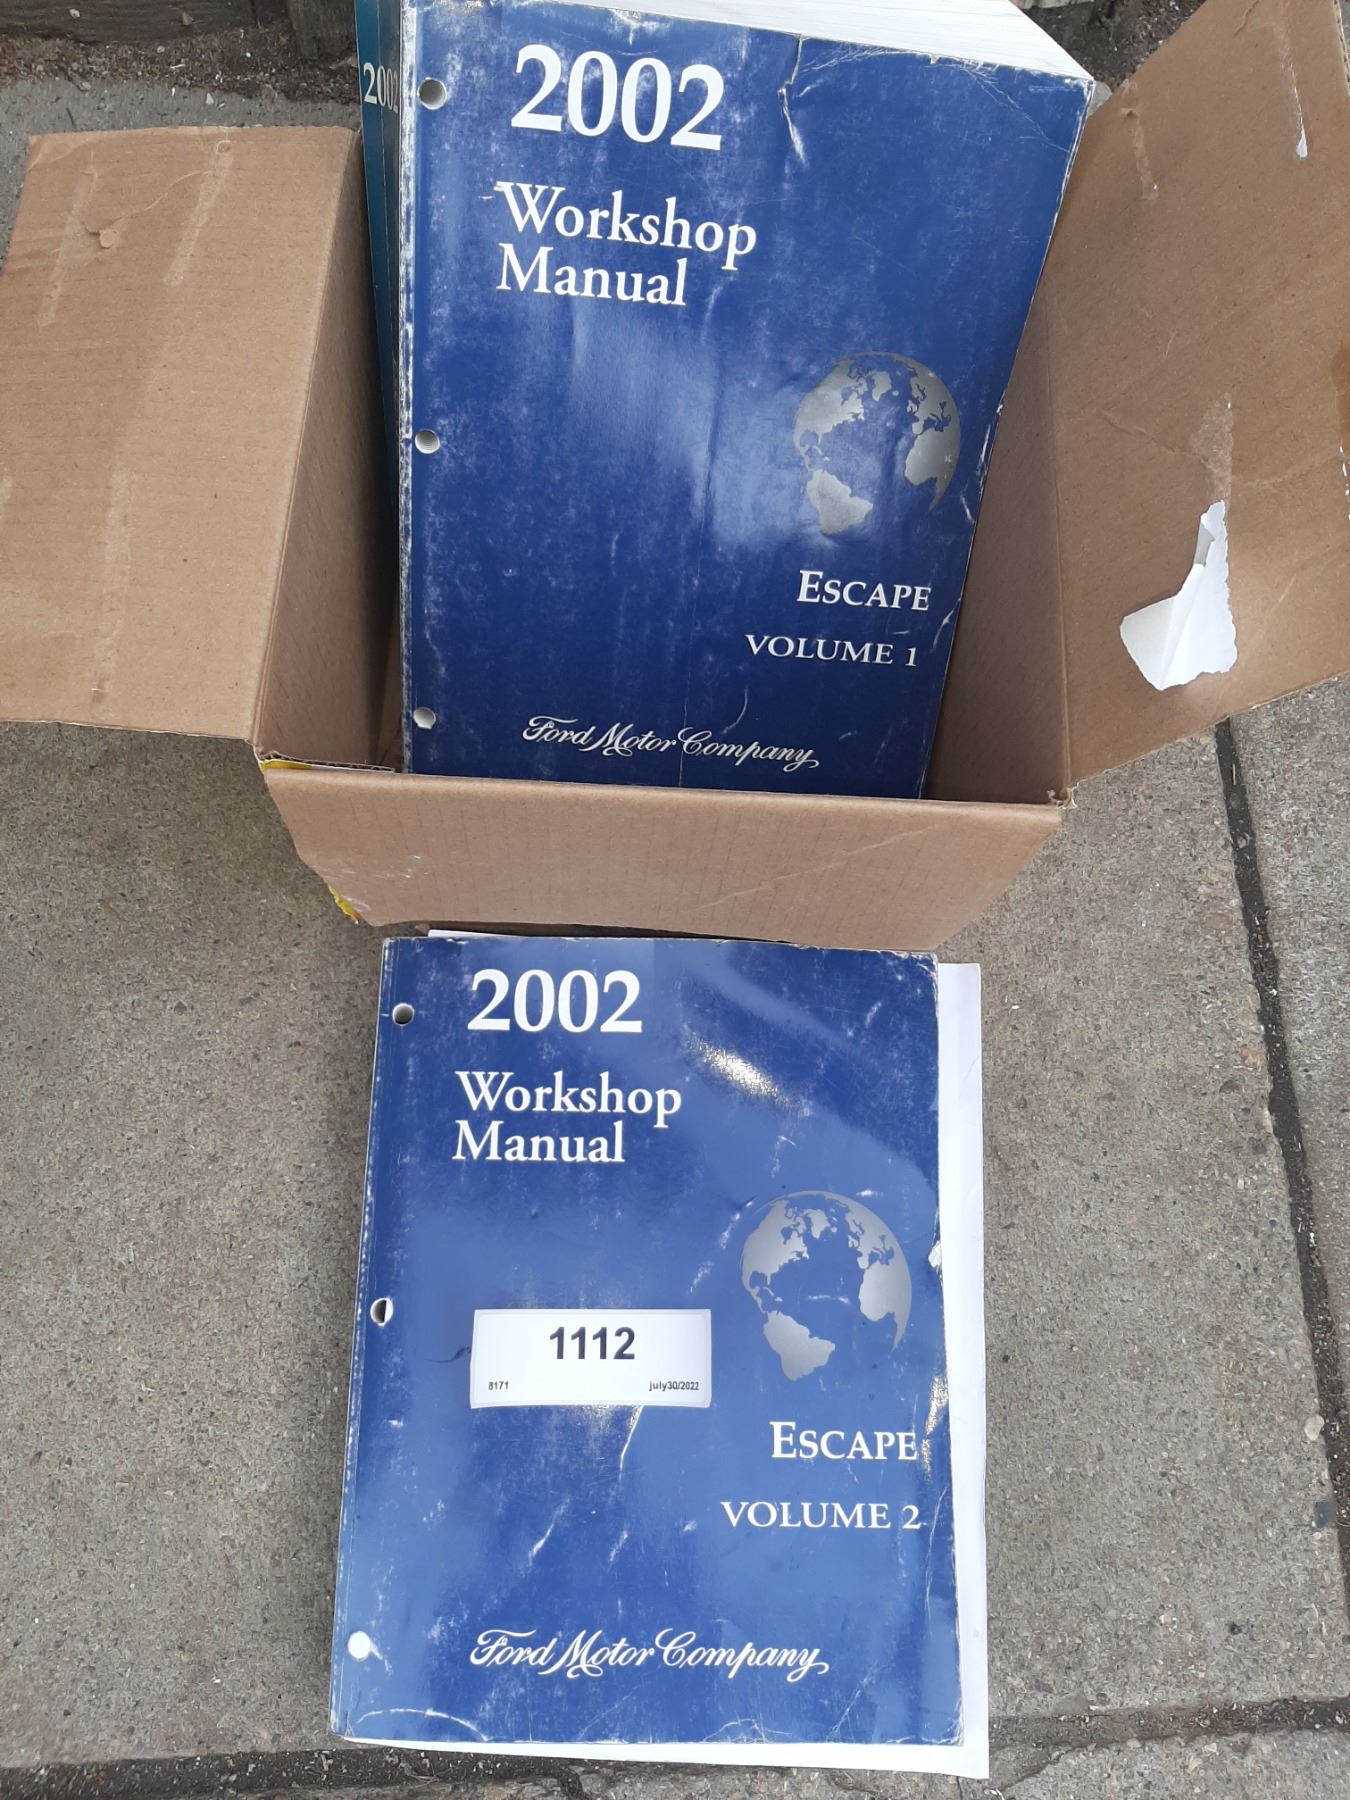 2002
2002
Workshop
Manual
ESCAPE
VOLUME 1
Ford Motor Company
2002
Workshop
Manual
1112
8171 july30/2022
ESCAPE
VOLUME 2
Ford Motor Company